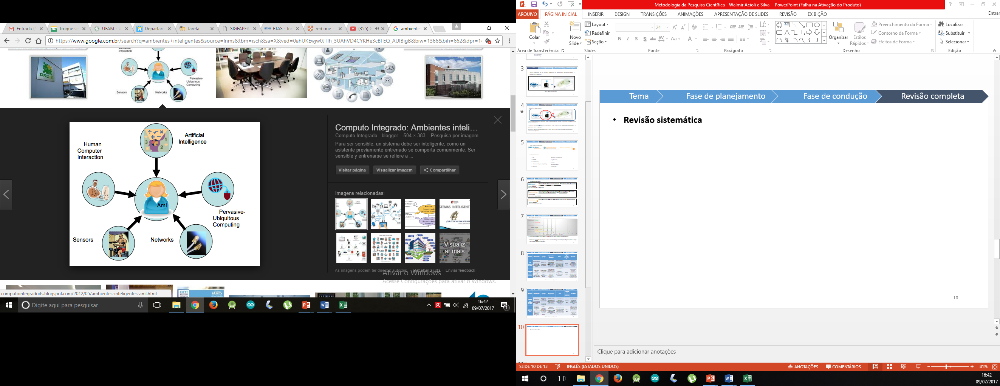 Entrada (1
Troque se
UFAM - U
Departam
Tarefa
SIGFAPEA
ETAS - Inn
red one -
(355) G
ambiente
https://www.google.com.br/search?q=ambientes+inteligentes&source=lnms&tbm=isch&sa=X&ved=0ahUKEwjw0JTlh_3UAhVD4CYKHe3cBFEQ_AUIBigB&biw=1366&bih=662&dpr=1
Interaction
AmI
Pervasive-
Ubiquitous
Computing
Sensors
Networks
Artificial
Intelligence
Human
Computer
Interaction
AmI
Pervasive-
Ubiquitous
Computing
Sensors
Networks
Computo Integrado: Ambientes inteli...
Computo Integrado - blogger - 504 × 383 - Pesquisa por imagem
Para ser sensible, un sistema debe ser inteligente, como un
asistente previamente entrenado se comporta comunmente. Ser
sensible y entrenarse se refiere a ...
Visitar página
Visualizar imagem
Compartilhar
Imagens relacionadas:
Visualiz
ar mais
As imagens podem ter direitos autorais. - Receber ajuda - Enviar feedback
Ativar o Windows
Acesse Configurações para ativar o Windows.
computointegradoits.blogspot.com/2012/05/ambientes-inteligentes-aml.html
Digite aqui para pesquisar
16:42
09/07/2017
Metodologia da Pesquisa Científica - Walmir Acioli e Silva - PowerPoint (Falha na Ativação do Produto)
ARQUIVO
PÁGINA INICIAL
INSERIR
DESIGN
TRANSIÇÕES
ANIMAÇÕES
APRESENTAÇÃO DE SLIDES
REVISÃO
EXIBIÇÃO
Entrar
Colar
Novo
Slide
Layout
Redefinir
Seção
24
N I S S abc AV Aa A
Organizar
Estilos
Rápidos
Preenchimento da Forma
Contorno da Forma
Efeitos de Forma
Localizar
Substituir
Selecionar
Área de Transferência
Slides
Fonte
Parágrafo
Desenho
Edição
3
4
5
6
7
8
9
10
Tema
Fase de planejamento
Fase de condução
Revisão completa
• Revisão sistemática
10
Clique para adicionar anotações
SLIDE 10 DE 13
INGLÊS (ESTADOS UNIDOS)
ANOTAÇÕES
COMENTÁRIOS
81%
16:42
09/07/2017